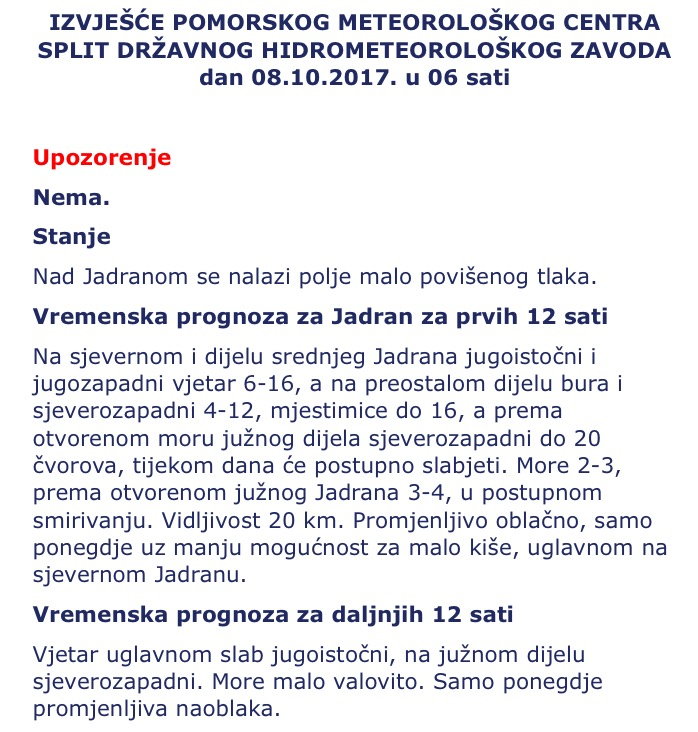 IZVJEŠĆE POMORSKOG METEOROLOŠKOG CENTRA
SPLIT DRŽAVNOG HIDROMETEOROLOŠKOG ZAVODA
dan 08.10.2017. u 06 sati
Upozorenje
Nema.
Stanje
Nad Jadranom se nalazi polje malo povišenog tlaka.
Vremenska prognoza za Jadran za prvih 12 sati
Na sjevernom i dijelu srednjeg Jadrana jugoistočni i
jugozapadni vjetar 6-16, a na preostalom dijelu bura i
sjeverozapadni 4-12, mjestimice do 16, a prema
otvorenom moru južnog dijela sjeverozapadni do 20
čvorova, tijekom dana će postupno slabjeti. More 2-3,
prema otvorenom južnog Jadrana 3-4, u postupnom
smirivanju. Vidljivost 20 km. Promjenljivo oblačno, samo
ponegdje uz manju mogućnost za malo kiše, uglavnom na
sjevernom Jadranu.
Vremenska prognoza za daljnjih 12 sati
Vjetar uglavnom slab jugoistočni, na južnom dijelu
sjeverozapadni. More malo valovito. Samo ponegdje
promjenljiva naoblaka.